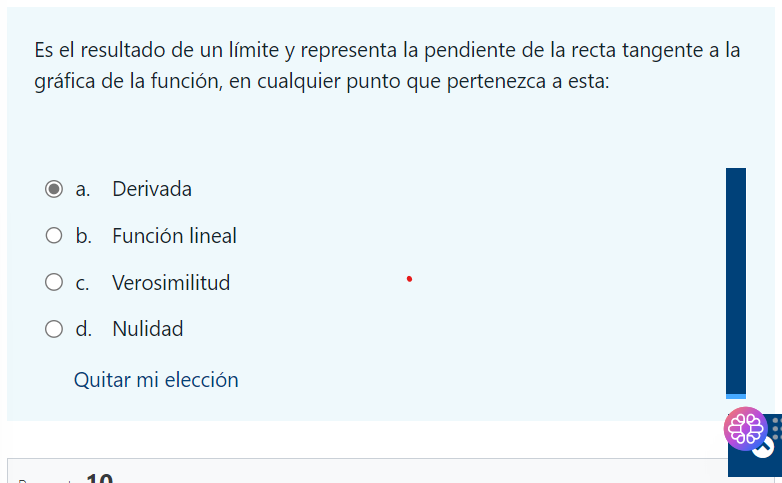 Es el resultado de un límite y representa la pendiente de la recta tangente a la
gráfica de la función, en cualquier punto que pertenezca a esta:
a. Derivada
b. Función lineal
c. Verosimilitud
d. Nulidad
Quitar mi elección
10